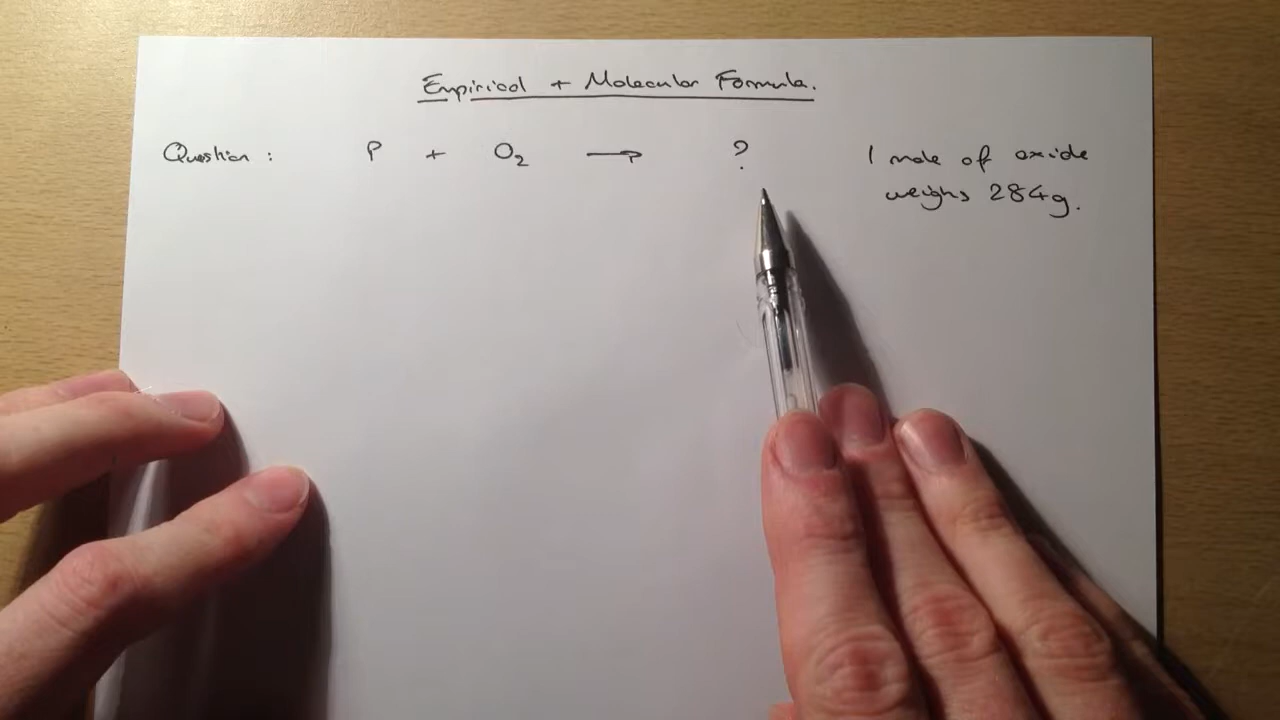 Empirical + Molecular Formula.
Question : P + O₂ → ? 1 mole of oxide
weighs 284g.